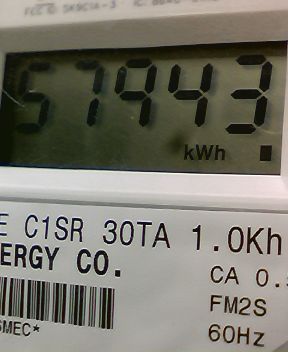 57943
kWh
E C1SR 30TA 1.0Kh
ERGY CO.
CA 0.
FM2S
SMEC*
60Hz